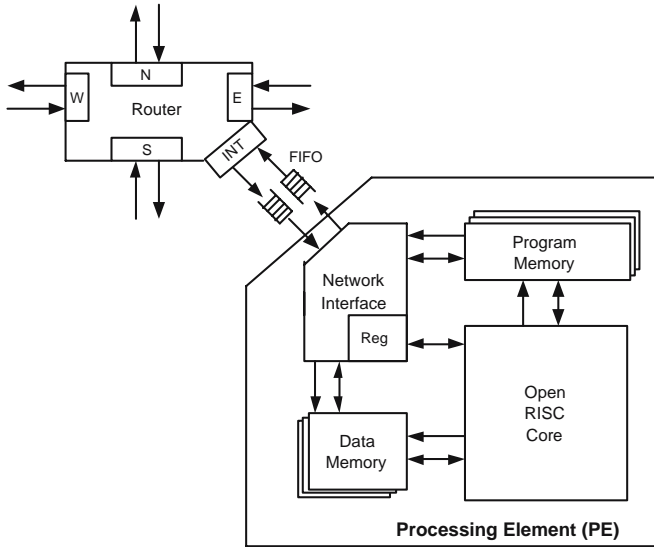 N
W
E
Router
S
INT
FIFO
Program
Memory
Network
Interface
Reg
Open
RISC
Core
Data
Memory
Processing Element (PE)